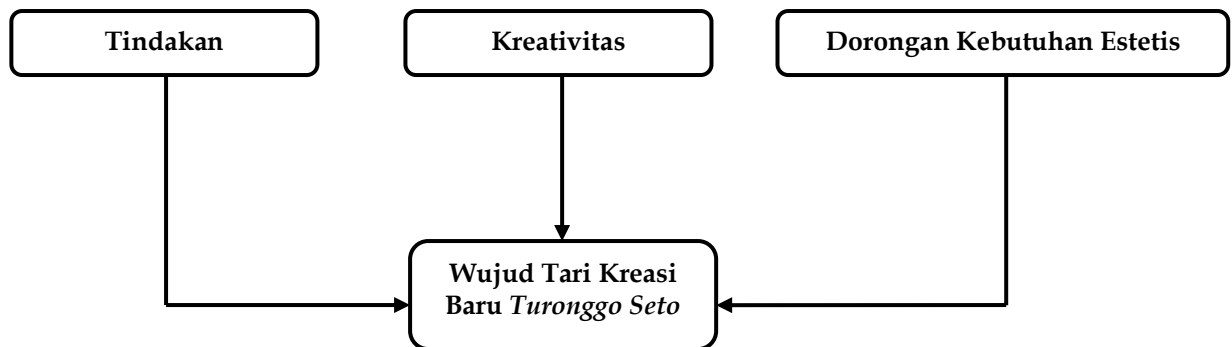 Tindakan
Kreativitas
Dorongan Kebutuhan Estetis
Wujud Tari Kreasi
Baru Turonggo Seto